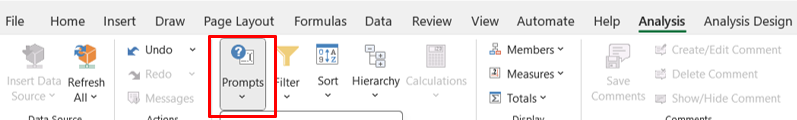 File Home Insert Draw Page Layout Formulas Data Review View Automate Help Analysis Analysis Design
Insert Data Source
Refresh All
Undo
Redo
Messages
Prompts
Filter
Sort
Hierarchy
Calculations
Members
Measures
Totals
Save Comments
Create/Edit Comment
Delete Comment
Show/Hide Comment
Data Source Actions Display